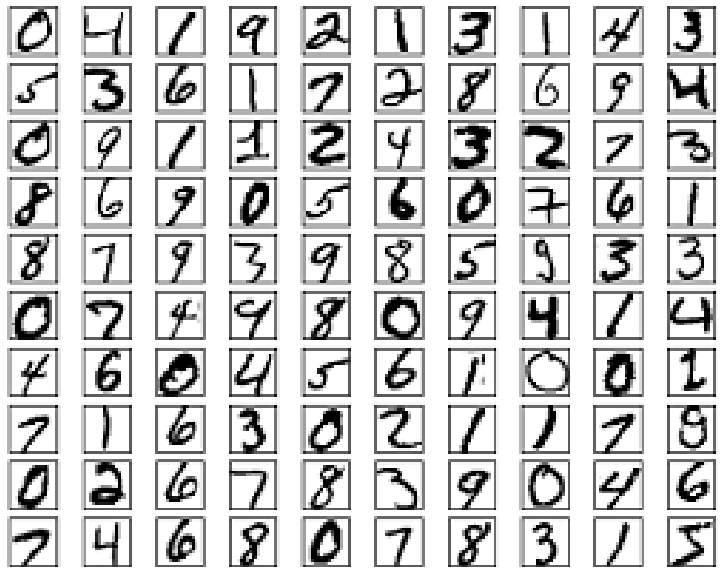 0 4 1 9 2 1 3 1 4 3
5 3 6 1 7 2 8 6 9 4
0 9 1 1 2 4 3 2 7 3
8 6 9 0 5 6 0 7 6 1
8 7 9 3 9 8 5 9 3 3
0 7 4 9 8 0 9 4 1 4
4 6 0 4 5 6 1 0 0 1
7 1 6 3 0 2 1 1 7 9
0 2 6 7 8 3 9 0 4 6
7 4 6 8 0 7 8 3 1 5